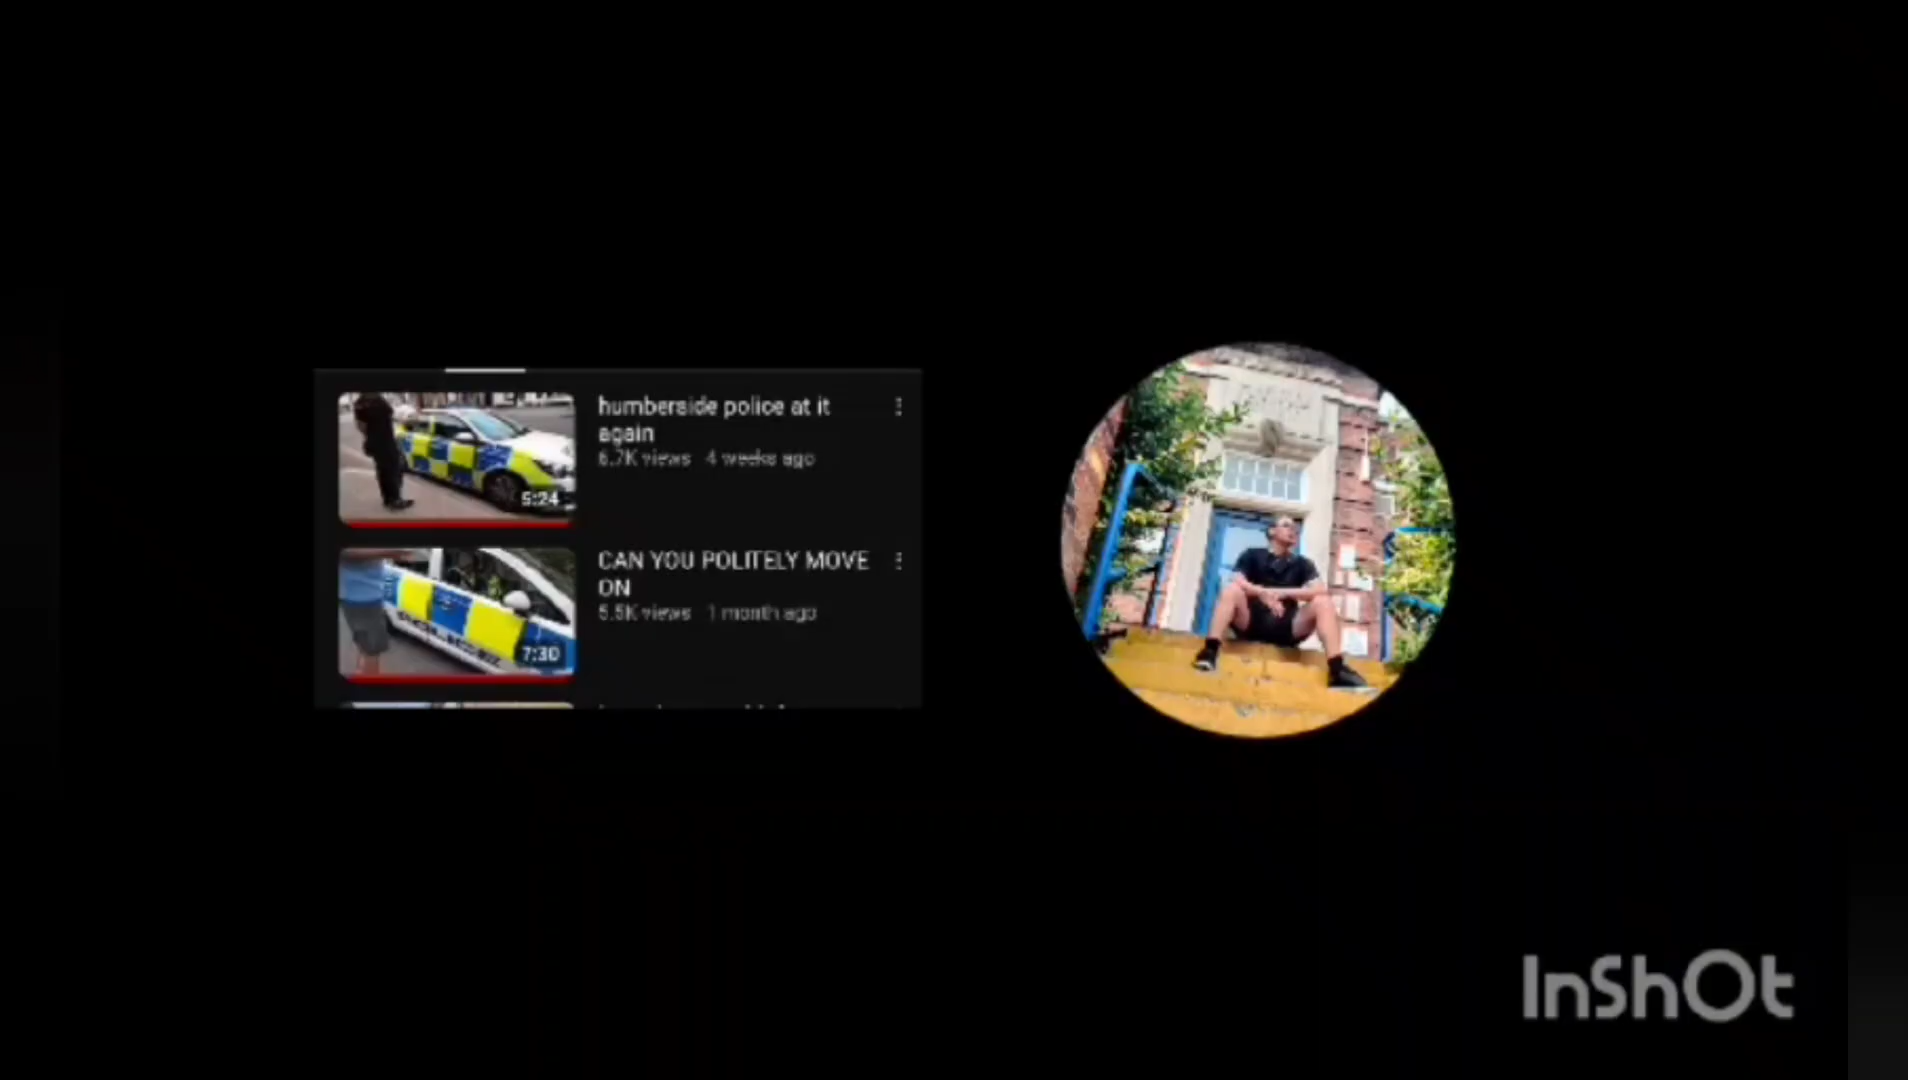 humberside police at it
again
6.7K views 4 weeks ago
5:24
CAN YOU POLITELY MOVE
ON
5.5K views 1 month ago
7:30
InShOt